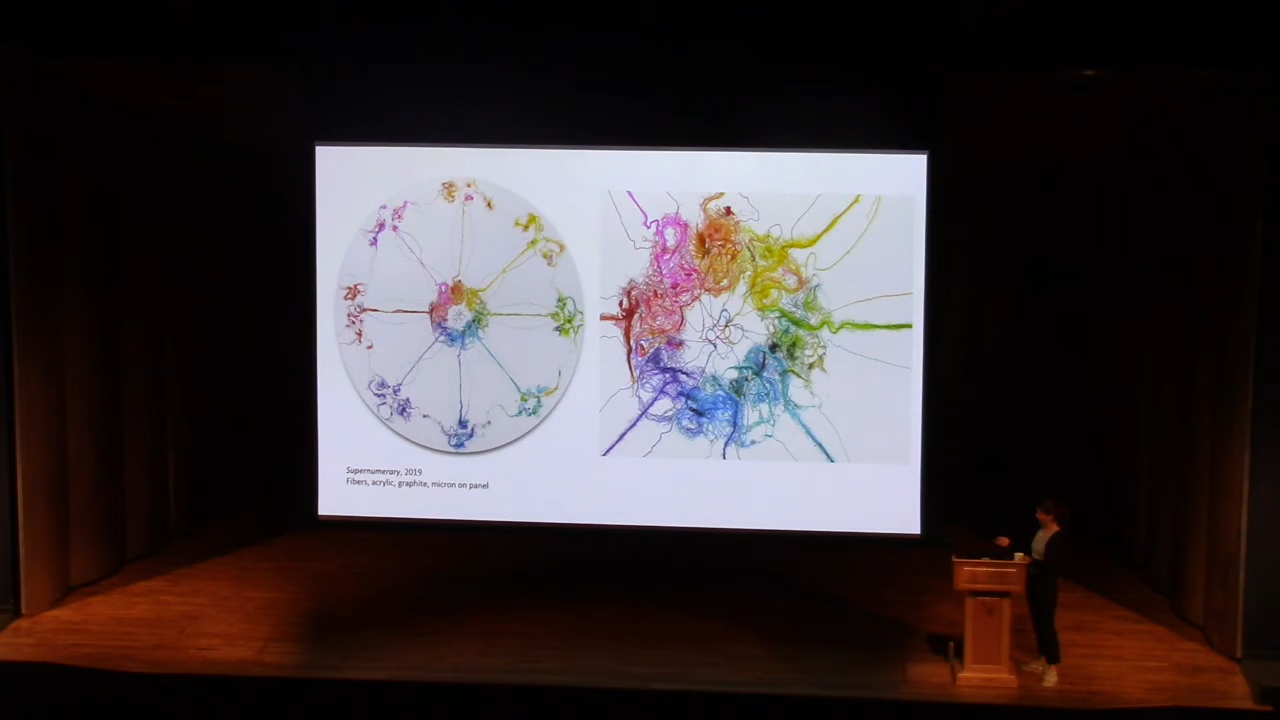 Supernumerary, 2019
Fibers, acrylic, graphite, micron on panel